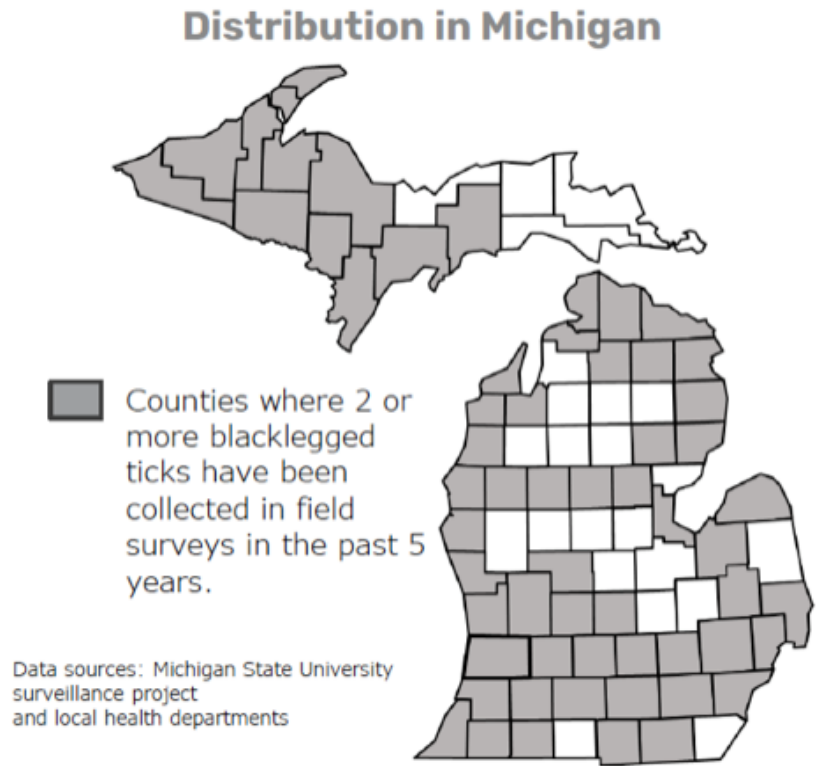 Distribution in Michigan
Counties where 2 or
more blacklegged
ticks have been
collected in field
surveys in the past 5
years.
Data sources: Michigan State University
surveillance project
and local health departments